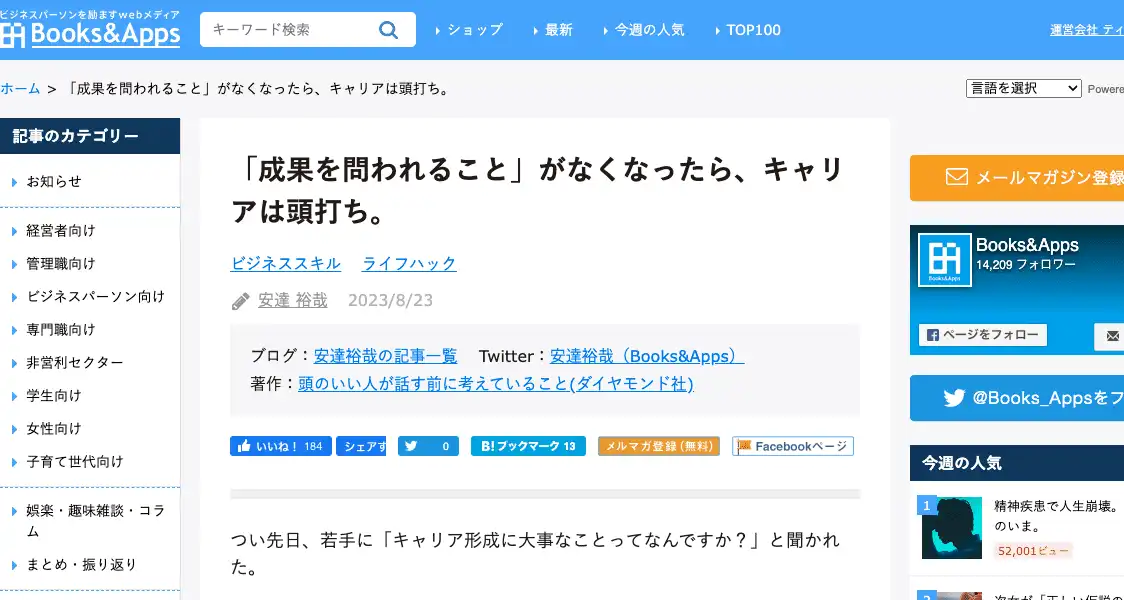 ビジネスパーソンを励ますwebメディア
Books&Apps
キーワード検索
ショップ
最新
今週の人気
TOP100
運営会社 ティ
ホーム > 「成果を問われること」がなくなったら、キャリアは頭打ち。
言語を選択
Powere
記事のカテゴリー
お知らせ
経営者向け
管理職向け
ビジネスパーソン向け
専門職向け
非営利セクター
学生向け
女性向け
子育て世代向け
娯楽・趣味雑談・コラ
ム
まとめ・振り返り
「成果を問われること」がなくなったら、キャリ
アは頭打ち。
ビジネススキル ライフハック
安達 裕哉 2023/8/23
ブログ：安達裕哉の記事一覧 Twitter：安達裕哉（Books&Apps）
著作：頭のいい人が話す前に考えていること(ダイヤモンド社)
いいね！ 184
シェアす
0
B!ブックマーク 13
メルマガ登録(無料)
Facebookページ
つい先日、若手に「キャリア形成に大事なことってなんですか？」と聞かれ
た。
メールマガジン登録
Books&Apps
14,209 フォロワー
Books&Apps
ページをフォロー
@Books_Appsをフ
今週の人気
1
精神疾患で人生崩壊。
のいま。
52,001ビュー